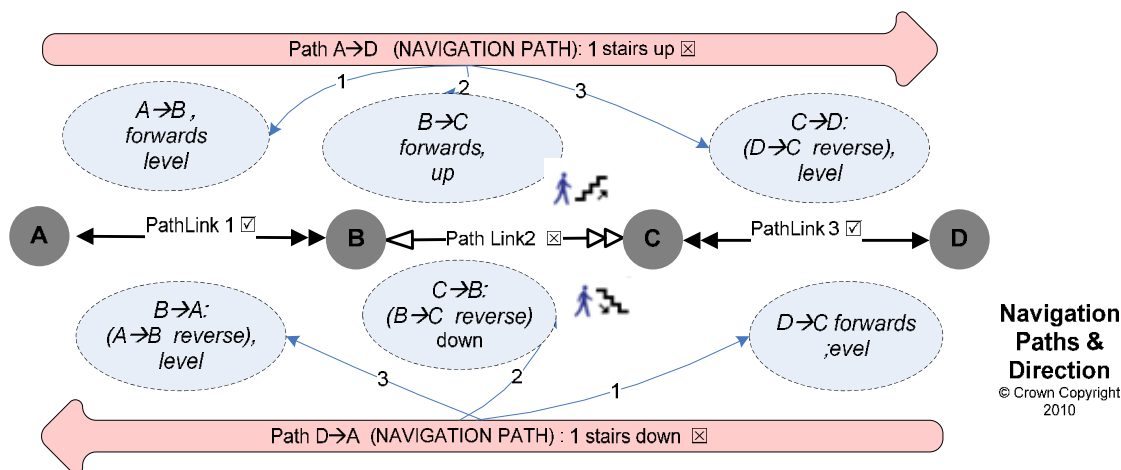 Path A→D (NAVIGATION PATH): 1 stairs up ☒
1
2
3
A→B ,
forwards
level
B→C
forwards,
up
C→D:
(D→C reverse),
level
A
PathLink 1 ☑
B
Path Link2 ☒
C
PathLink 3 ☑
D
B→A:
(A→B reverse),
level
C→B:
(B→C reverse)
down
D→C forwards
;evel
Navigation
Paths &
Direction
© Crown Copyright
2010
3
2
1
Path D→A (NAVIGATION PATH) : 1 stairs down ☒